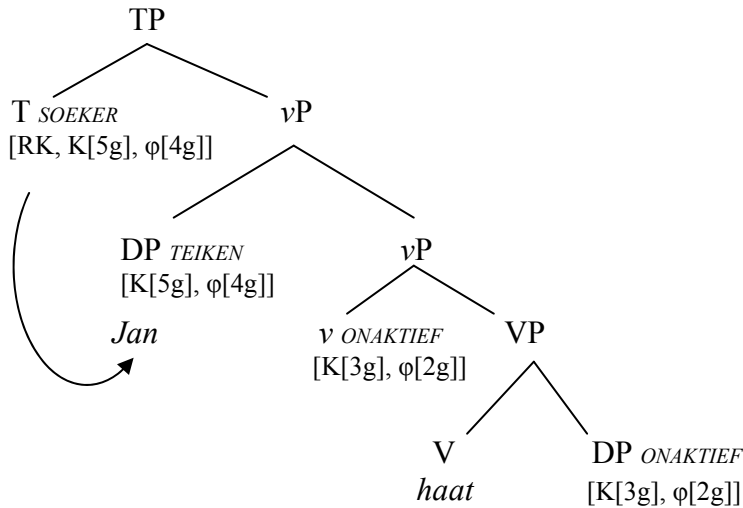 TP
T SOEKER vP
[RK, K[5g], φ[4g]]
DP TEIKEN vP
[K[5g], φ[4g]]
Jan v ONAKTIEF VP
[K[3g], φ[2g]]
V DP ONAKTIEF
haat [K[3g], φ[2g]]